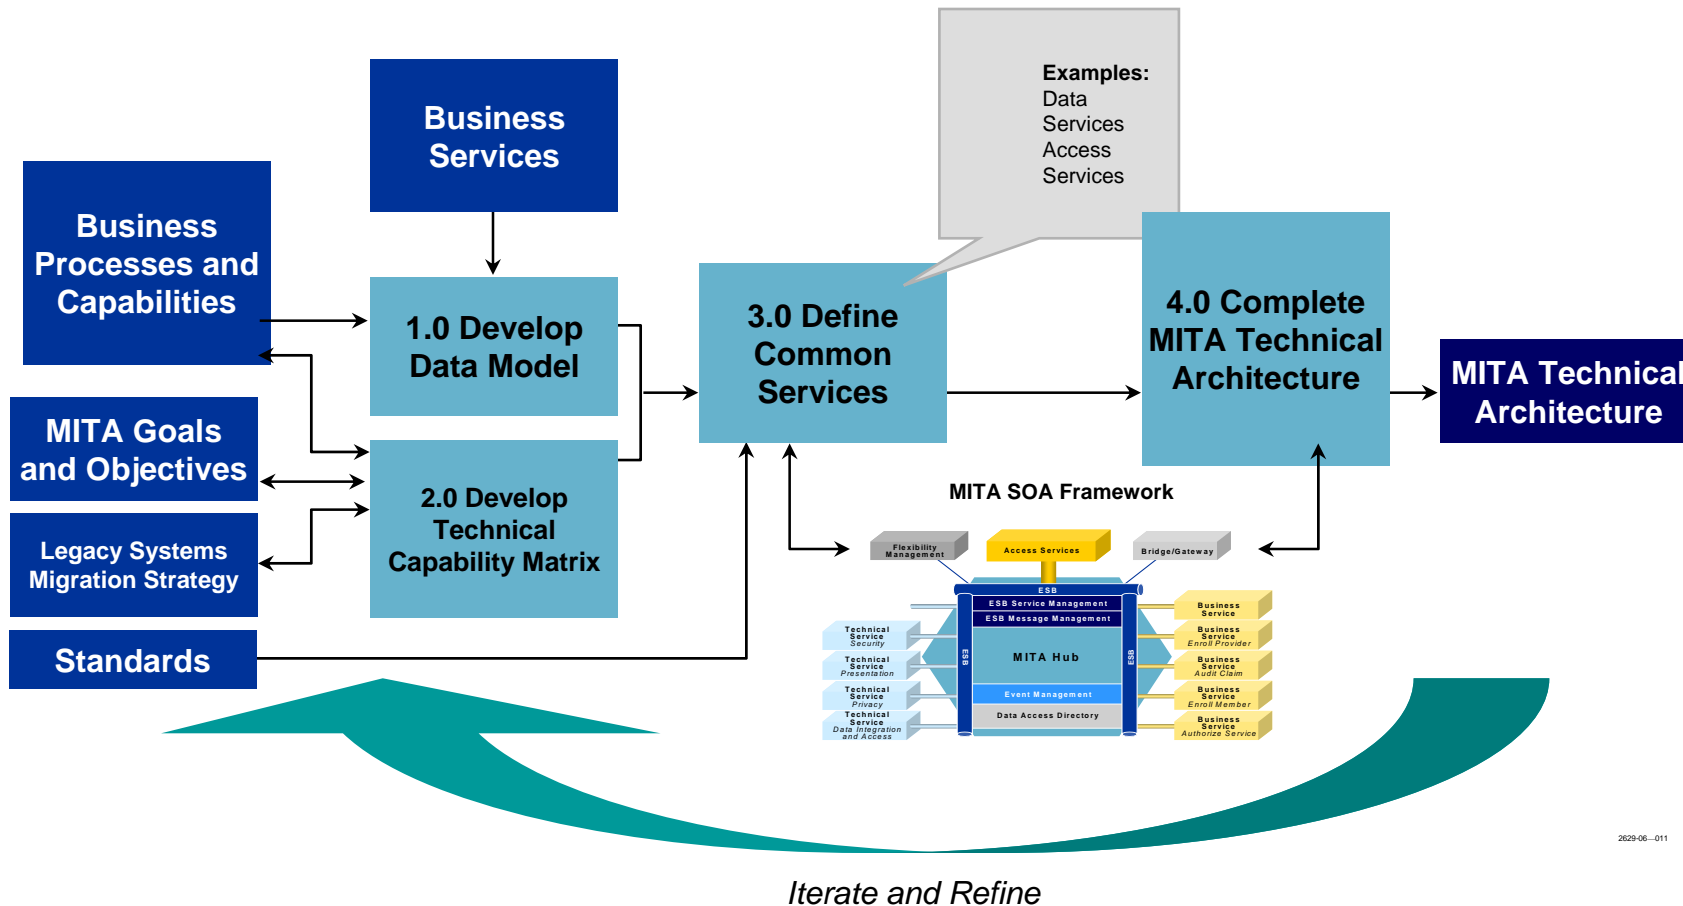 Business
Services
Examples:
Data
Services
Access
Services
Business
Processes and
Capabilities
1.0 Develop
Data Model
3.0 Define
Common
Services
4.0 Complete
MITA Technical
Architecture
MITA Technical
Architecture
MITA Goals
and Objectives
2.0 Develop
Technical
Capability Matrix
Legacy Systems
Migration Strategy
Standards
MITA SOA Framework
Flexibility
Management
Access Services
Bridge/Gateway
ESB
ESB Service Management
ESB Message Management
ESB
ESB
MITA Hub
Event Management
Data Access Directory
Technical
Service
Security
Technical
Service
Presentation
Technical
Service
Privacy
Technical
Service
Data Integration
and Access
Business
Service
Business
Service
Enroll Provider
Business
Service
Audit Claim
Business
Service
Enroll Member
Business
Service
Authorize Service
2629-06—011
Iterate and Refine